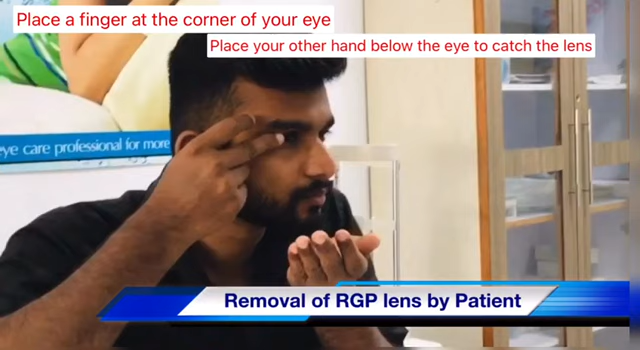 Place a finger at the corner of your eye
Place your other hand below the eye to catch the lens
eye care professional for more
Removal of RGP lens by Patient